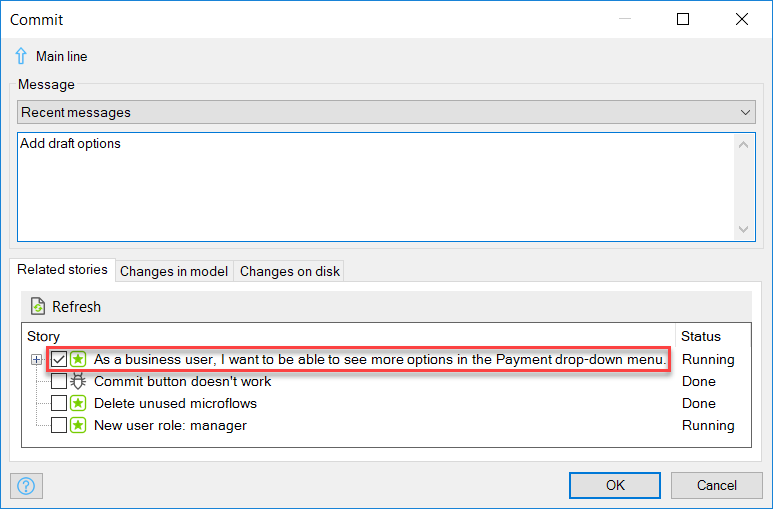 Commit
Main line
Message
Recent messages
Add draft options
Related stories Changes in model Changes on disk
Refresh
Story Status
As a business user, I want to be able to see more options in the Payment drop-down menu. Running
Commit button doesn't work Done
Delete unused microflows Done
New user role: manager Running
? OK Cancel